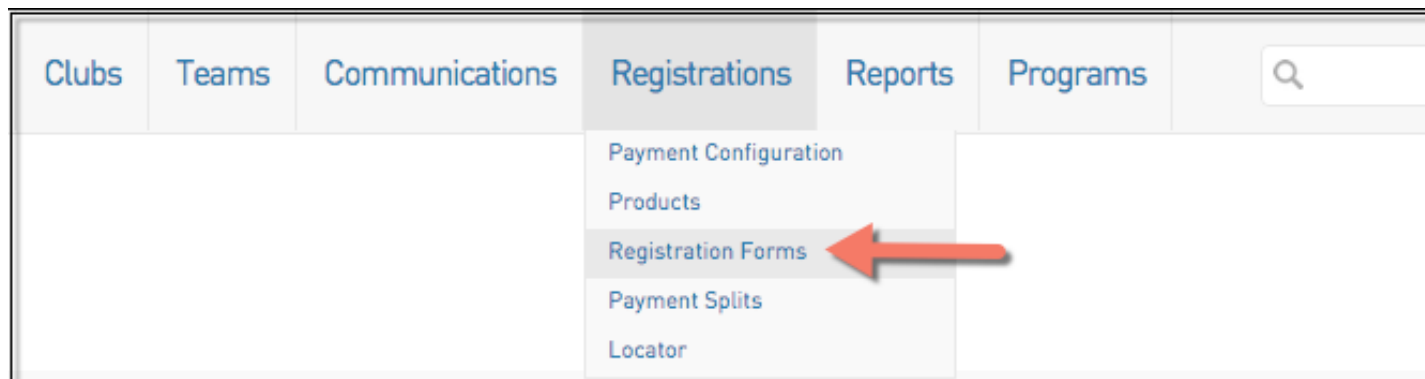 Clubs Teams Communications Registrations Reports Programs
Payment Configuration
Products
Registration Forms
Payment Splits
Locator